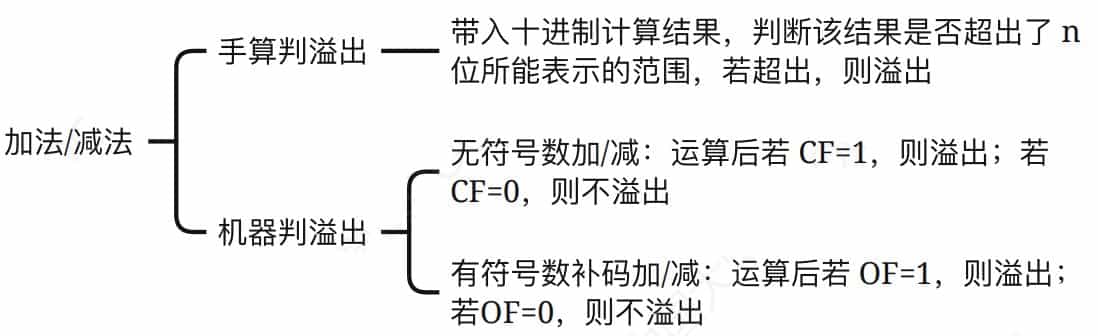 加法/减法
手算判溢出
带入十进制计算结果，判断该结果是否超出了 n
位所能表示的范围，若超出，则溢出
机器判溢出
无符号数加/减：运算后若 CF=1，则溢出；若
CF=0，则不溢出
有符号数补码加/减：运算后若 OF=1，则溢出；
若OF=0，则不溢出